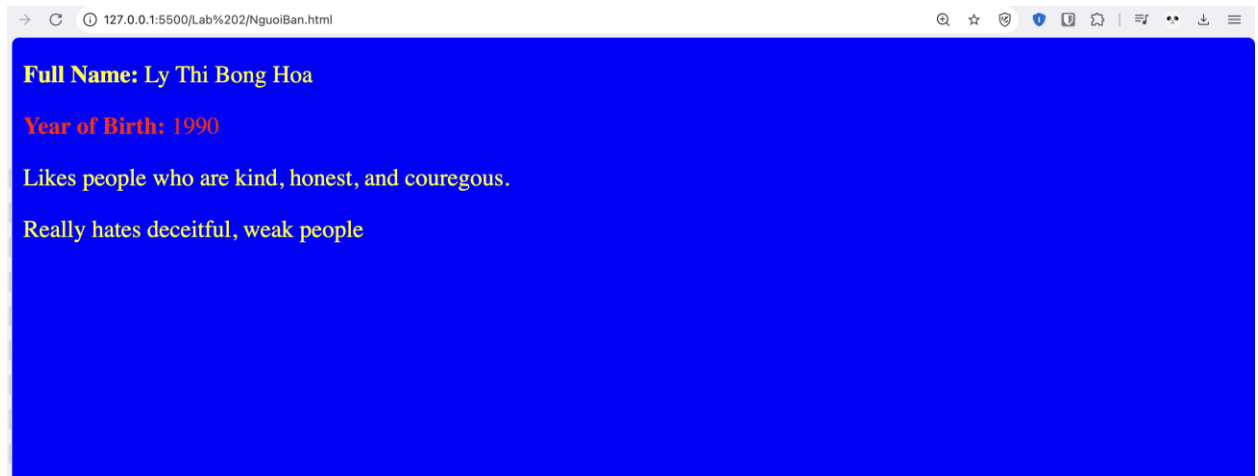 127.0.0.1:5500/Lab%202/NguoiBan.html
Full Name: Ly Thi Bong Hoa
Year of Birth: 1990
Likes people who are kind, honest, and couregous.
Really hates deceitful, weak people